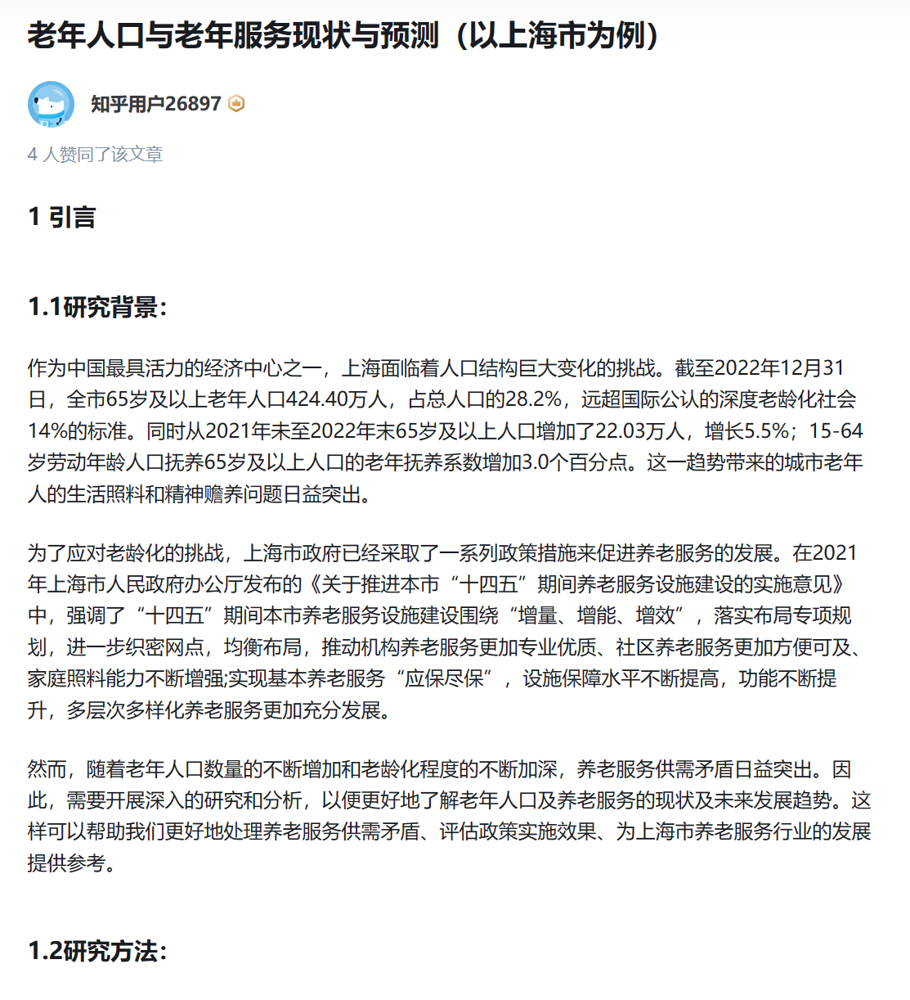 老年人口与老年服务现状与预测（以上海市为例）
知乎用户26897
4 人赞同了该文章
1 引言
1.1研究背景：
作为中国最具活力的经济中心之一，上海面临着人口结构巨大变化的挑战。截至2022年12月31
日，全市65岁及以上老年人口424.40万人，占总人口的28.2%，远超国际公认的深度老龄化社会
14%的标准。同时从2021年未至2022年末65岁及以上人口增加了22.03万人，增长5.5%；15-64
岁劳动年龄人口抚养65岁及以上人口的老年抚养系数增加3.0个百分点。这一趋势带来的城市老年
人的生活照料和精神赡养问题日益突出。
为了应对老龄化的挑战，上海市政府已经采取了一系列政策措施来促进养老服务的发展。在2021
年上海市人民政府办公厅发布的《关于推进本市“十四五”期间养老服务设施建设的实施意见》
中，强调了“十四五”期间本市养老服务设施建设围绕“增量、增能、增效”，落实布局专项规
划，进一步织密网点，均衡布局，推动机构养老服务更加专业优质、社区养老服务更加方便可及、
家庭照料能力不断增强;实现基本养老服务“应保尽保”，设施保障水平不断提高，功能不断提
升，多层次多样化养老服务更加充分发展。
然而，随着老年人口数量的不断增加和老龄化程度的不断加深，养老服务供需矛盾日益突出。因
此，需要开展深入的研究和分析，以便更好地了解老年人口及养老服务的现状及未来发展趋势。这
样可以帮助我们更好地处理养老服务供需矛盾、评估政策实施效果、为上海市养老服务行业的发展
提供参考。
1.2研究方法：